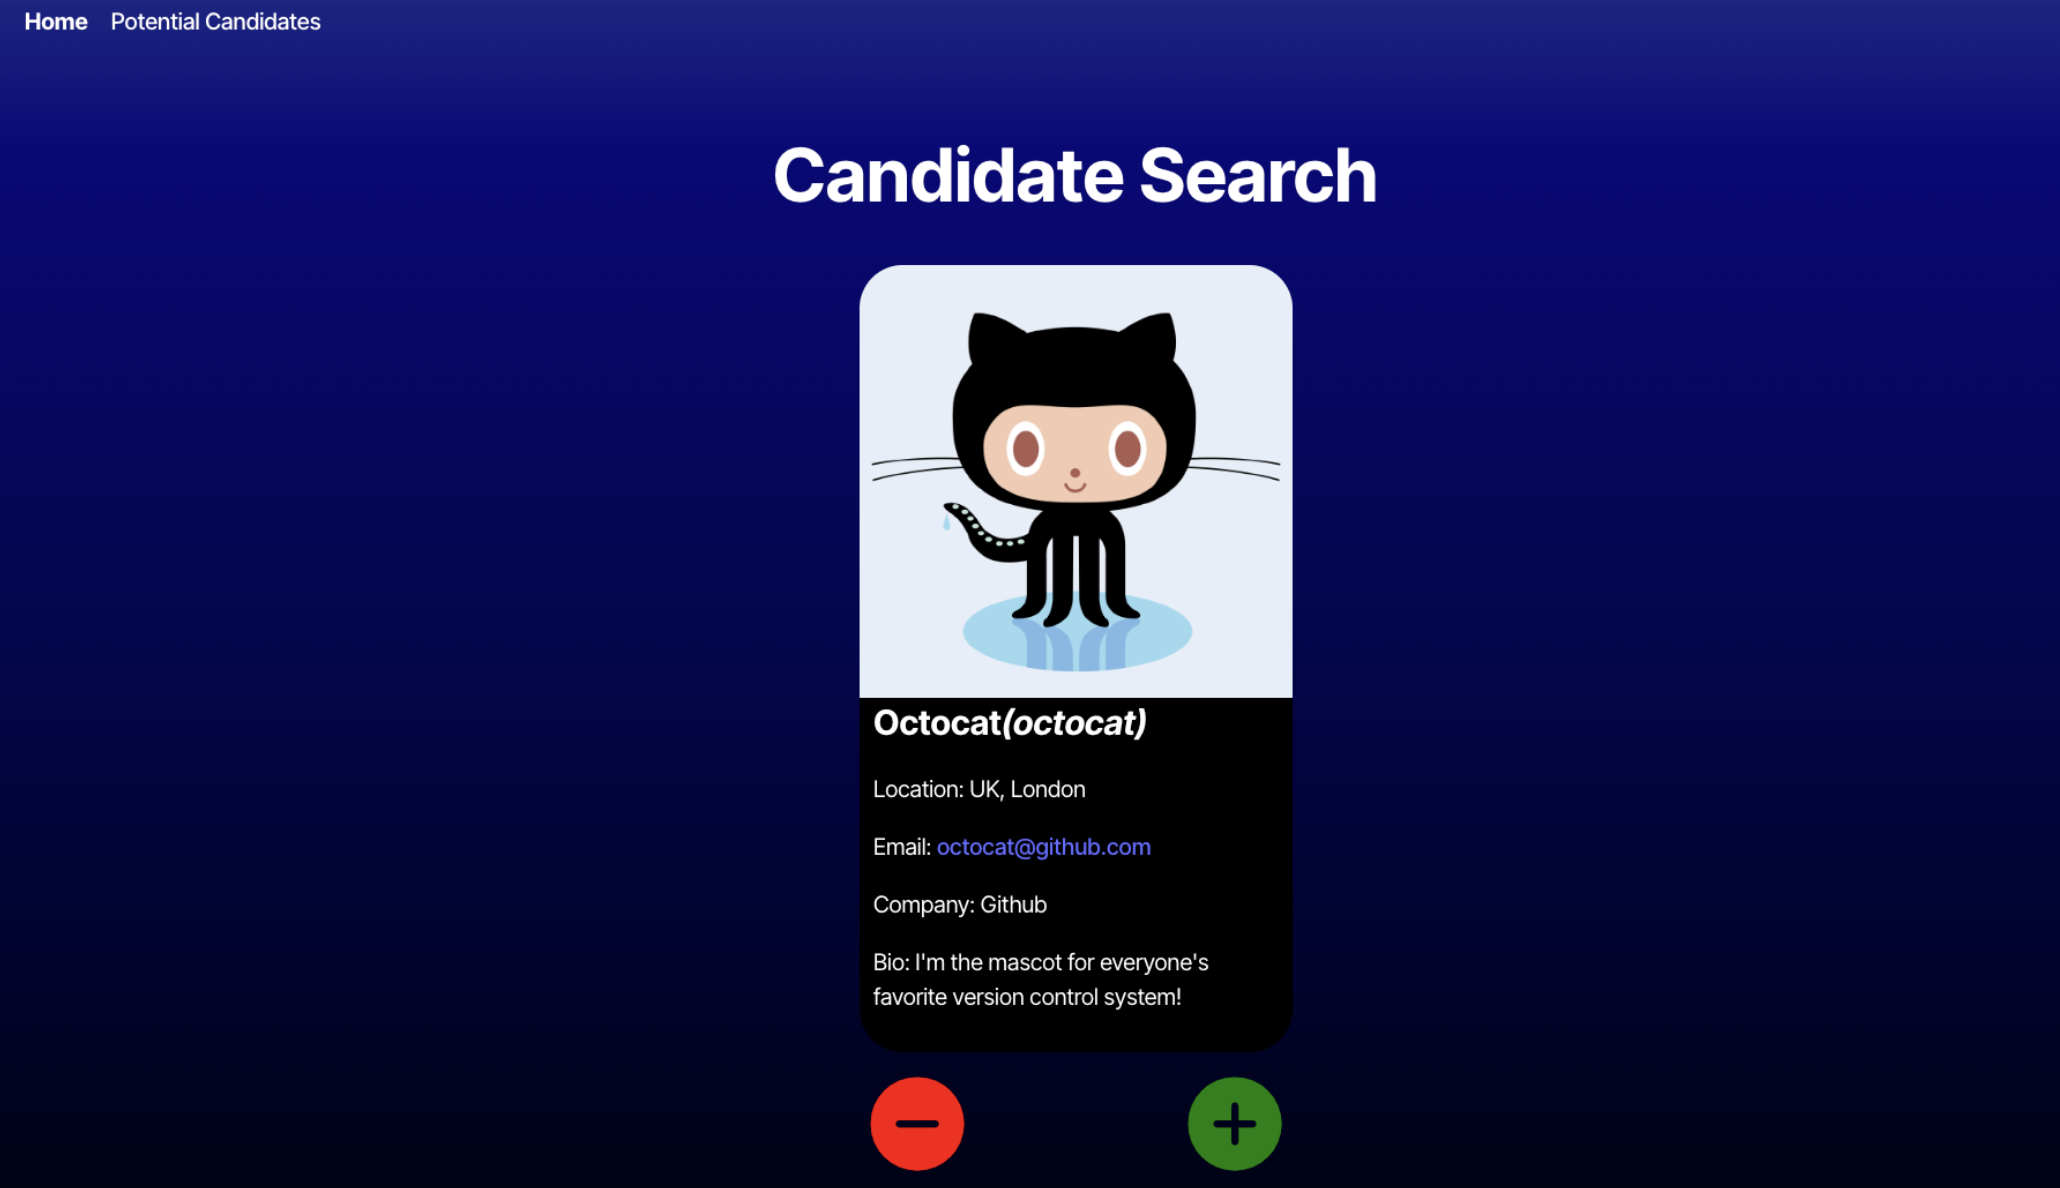 Home Potential Candidates
Candidate Search
Octocat(octocat)
Location: UK, London
Email: octocat@github.com
Company: Github
Bio: I'm the mascot for everyone's
favorite version control system!